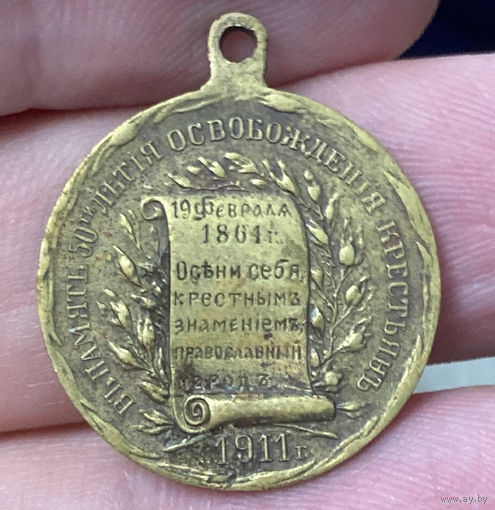 ВЪ ПАМЯТЬ 50ТИ ЛѢТІЯ ОСВОБОЖДЕНІЯ КРЕСТЬЯНЪ
19 Февраля
1861 г.
Осѣни себя
крестнымъ
знаменіемъ,
православный
народъ
1911 г.
www.ay.by